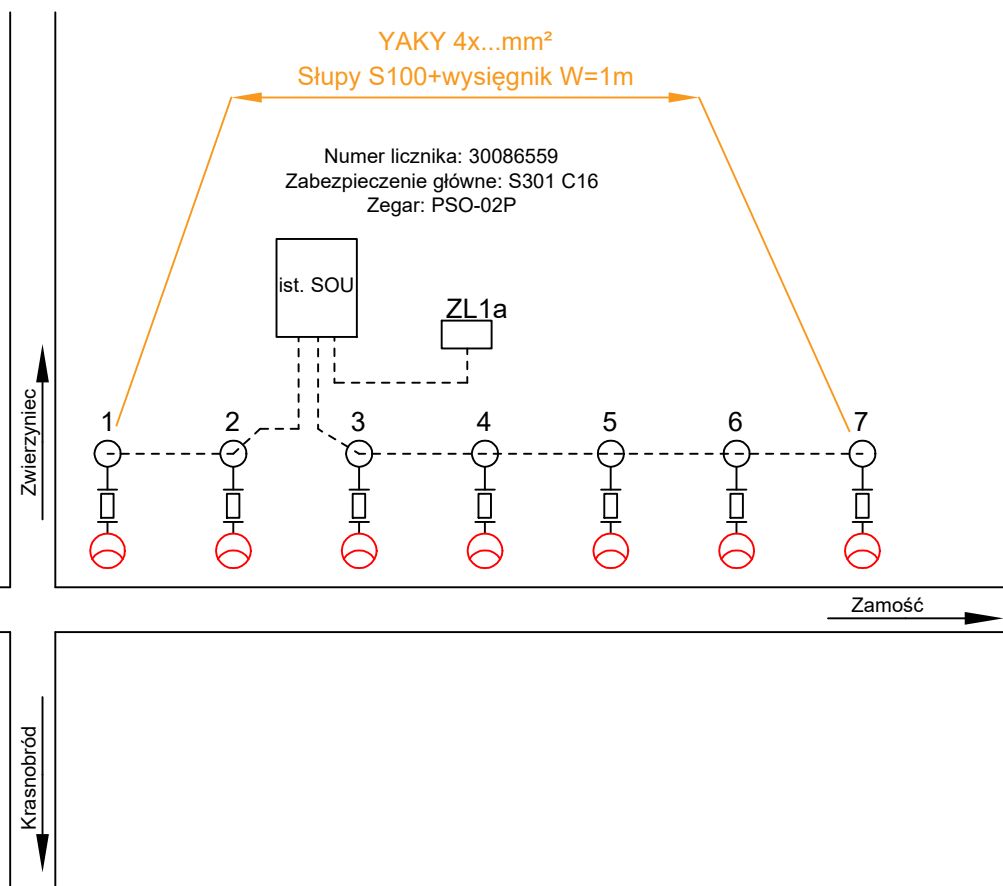 YAKY 4x...mm²
Słupy S100+wysięgnik W=1m
Numer licznika: 30086559
Zabezpieczenie główne: S301 C16
Zegar: PSO-02P
ist. SOU
ZL1a
Zwierzyniec
1 2 3 4 5 6 7
Zamość
Krasnobród